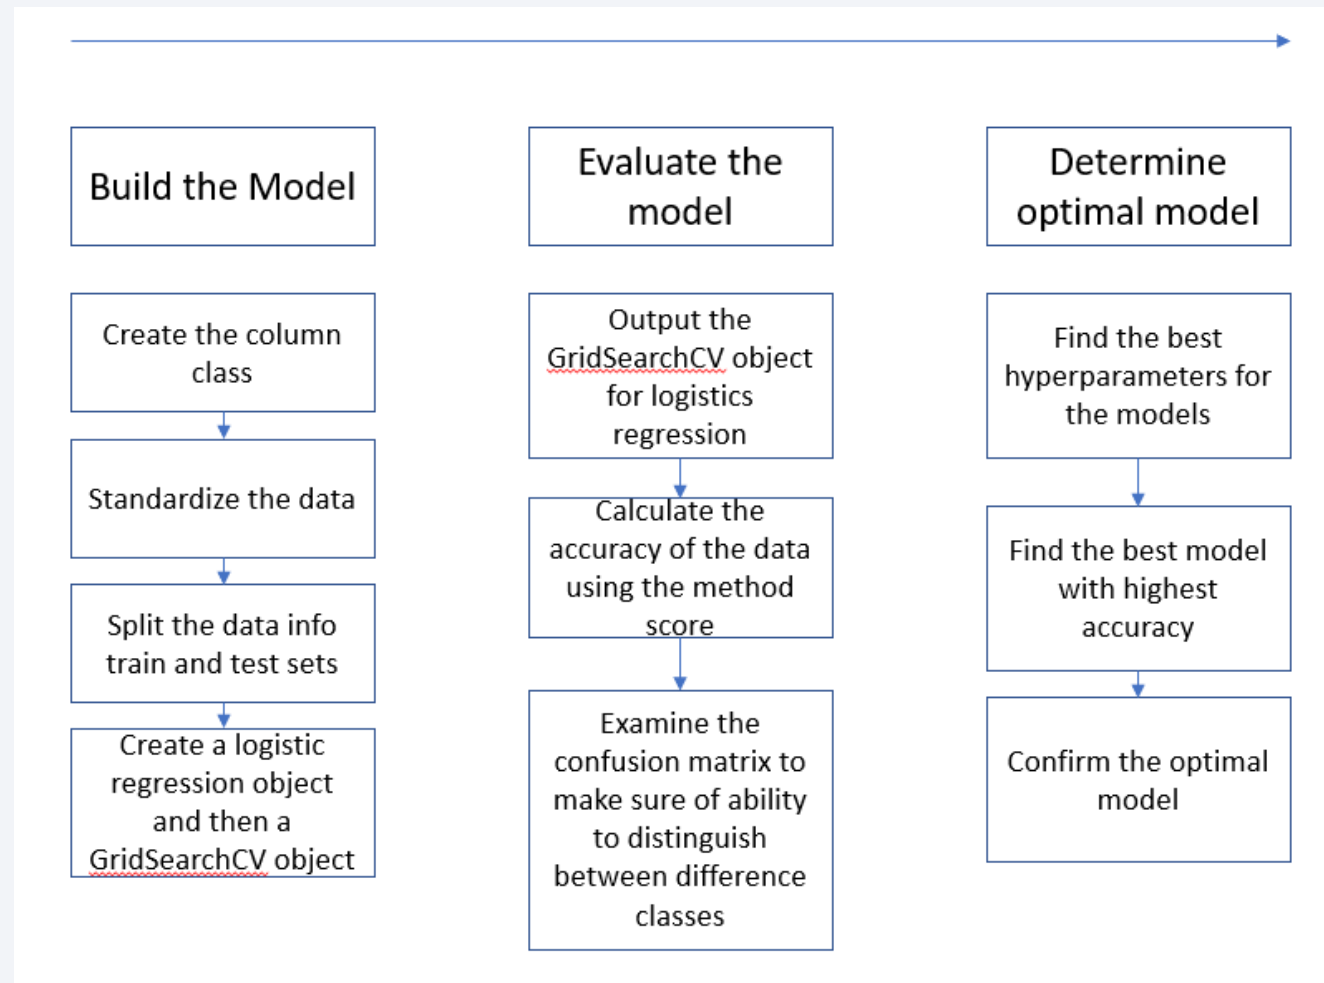 Build the Model
Evaluate the
model
Determine
optimal model
Create the column
class
Standardize the data
Split the data info
train and test sets
Create a logistic
regression object
and then a
GridSearchCV object
Output the
GridSearchCV object
for logistics
regression
Calculate the
accuracy of the data
using the method
score
Examine the
confusion matrix to
make sure of ability
to distinguish
between difference
classes
Find the best
hyperparameters for
the models
Find the best model
with highest
accuracy
Confirm the optimal
model